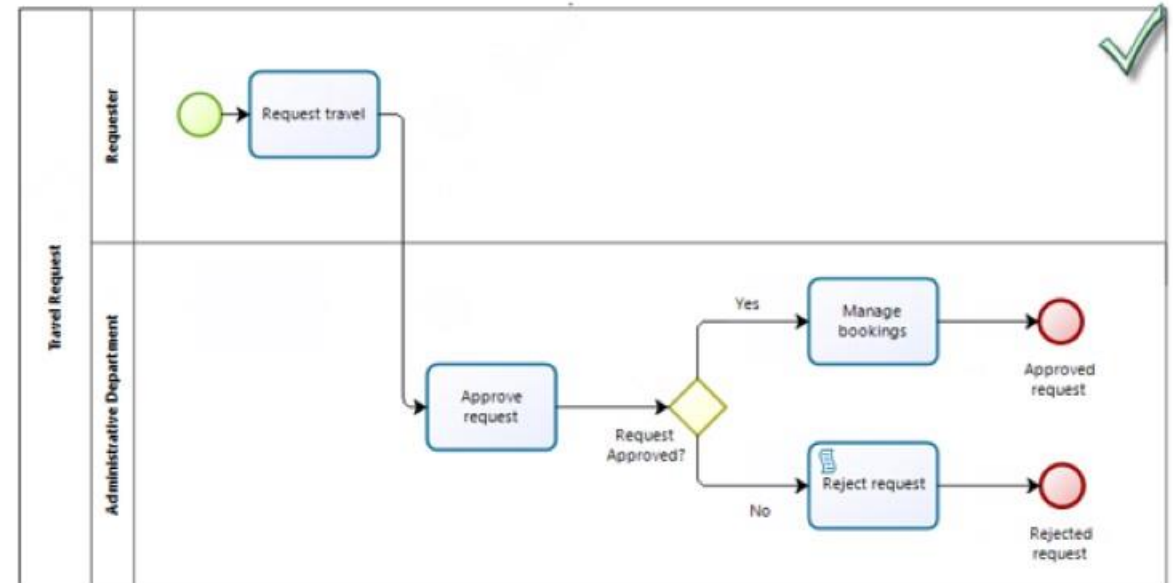 Travel Request
Requester
Request travel
Administrative Department
Approve
request
Request
Approved?
Yes
Manage
bookings
Approved
request
No
Reject request
Rejected
request